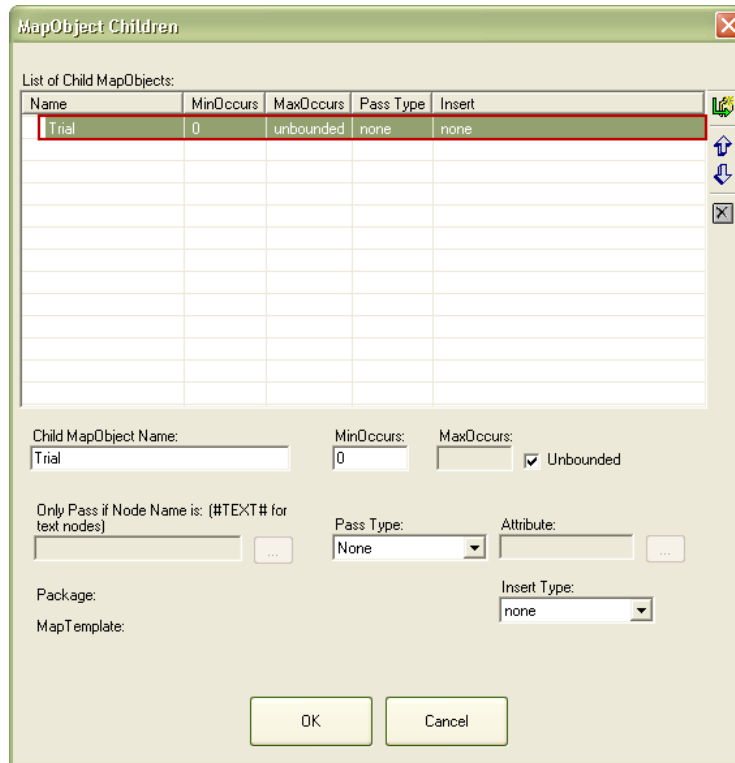 MapObject Children
List of Child MapObjects:
Name MinOccurs MaxOccurs Pass Type Insert
Trial 0 unbounded none none
Child MapObject Name: MinOccurs: MaxOccurs:
Trial 0 Unbounded
Only Pass if Node Name is: (#TEXT# for
text nodes) Pass Type: Attribute:
... None ...
Package: Insert Type:
none
MapTemplate:
OK Cancel